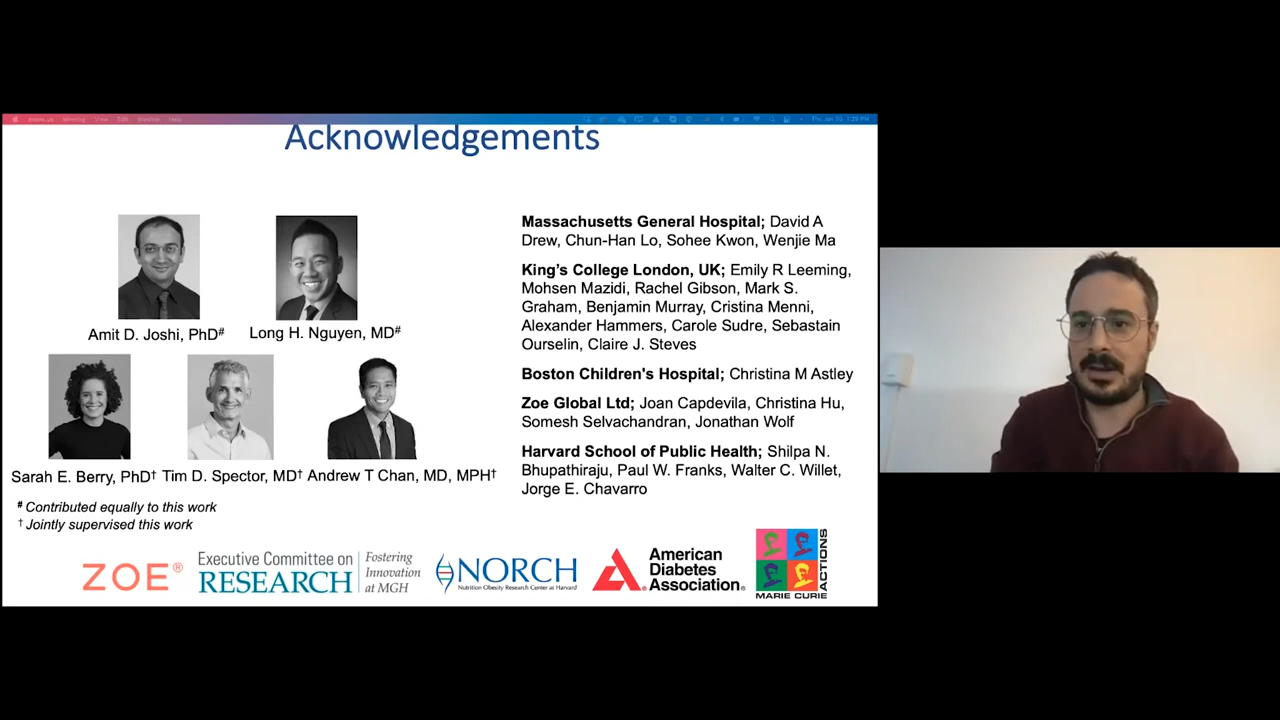 Acknowledgements
Amit D. Joshi, PhD#
Long H. Nguyen, MD#
Sarah E. Berry, PhD† Tim D. Spector, MD† Andrew T Chan, MD, MPH†
# Contributed equally to this work
† Jointly supervised this work
Massachusetts General Hospital; David A
Drew, Chun-Han Lo, Sohee Kwon, Wenjie Ma
King's College London, UK; Emily R Leeming,
Mohsen Mazidi, Rachel Gibson, Mark S.
Graham, Benjamin Murray, Cristina Menni,
Alexander Hammers, Carole Sudre, Sebastain
Ourselin, Claire J. Steves
Boston Children's Hospital; Christina M Astley
Zoe Global Ltd; Joan Capdevila, Christina Hu,
Somesh Selvachandran, Jonathan Wolf
Harvard School of Public Health; Shilpa N.
Bhupathiraju, Paul W. Franks, Walter C. Willet,
Jorge E. Chavarro
ZOE®
Executive Committee on
RESEARCH
Fostering
Innovation
at MGH
NORCH
Nutrition Obesity Research Center at Harvard
American
Diabetes
Association®
MARIE CURIE
ACTIONS